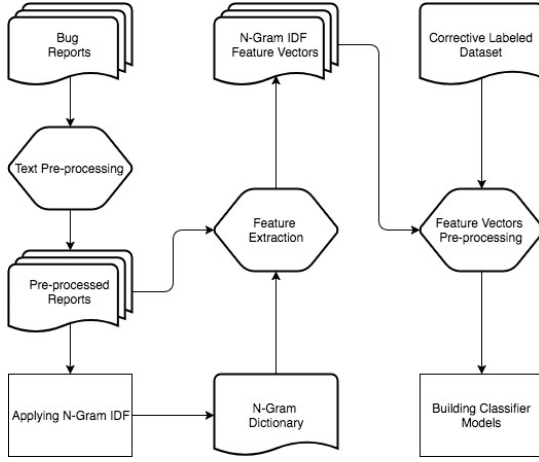 Bug
Reports
N-Gram IDF
Feature Vectors
Corrective Labeled
Dataset
Text Pre-processing
Feature
Extraction
Feature Vectors
Pre-processing
Pre-processed
Reports
Applying N-Gram IDF
N-Gram
Dictionary
Building Classifier
Models